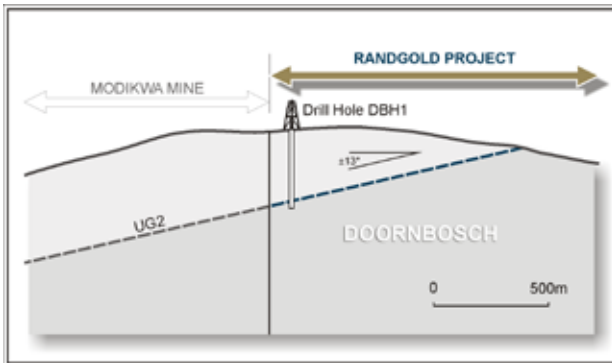 RANDGOLD PROJECT
MODIKWA MINE
Drill Hole DBH1
±13°
UG2
DOORNBOSCH
0 500m